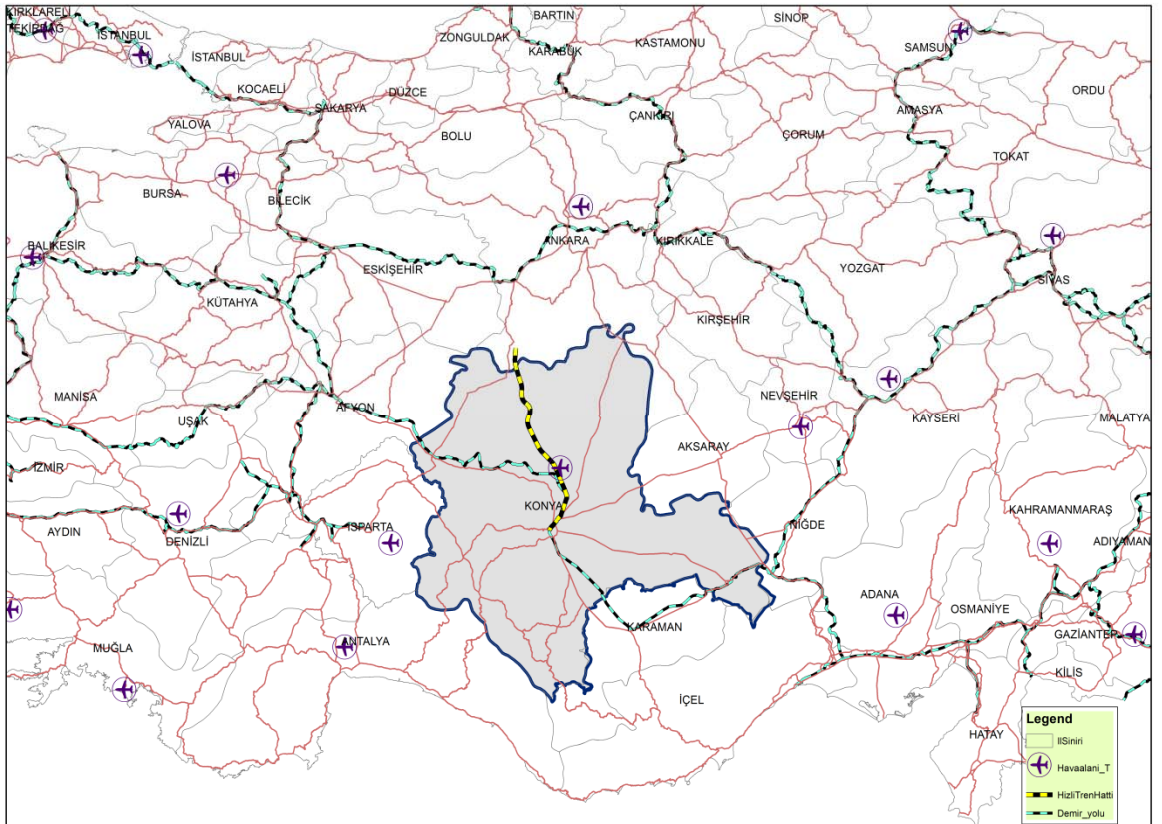 KIRKLARELİ
TEKİRDAĞ
İSTANBUL
BARTIN
SİNOP
ZONGULDAK
KARABÜK
KASTAMONU
SAMSUN
İSTANBUL
KOCAELİ
DÜZCE
ORDU
SAKARYA
AMASYA
YALOVA
BOLU
ÇANKIRI
ÇORUM
TOKAT
BURSA
BİLECİK
BALIKESİR
ANKARA
KIRIKKALE
ESKİŞEHİR
YOZGAT
SİVAS
KÜTAHYA
KIRŞEHİR
MANİSA
AFYON
NEVŞEHİR
UŞAK
KAYSERİ
MALATYA
AKSARAY
İZMİR
KONYA
KAHRAMANMARAŞ
AYDIN
DENİZLİ
ISPARTA
NİĞDE
ADIYAMAN
ADANA
OSMANİYE
KARAMAN
GAZİANTEP
MUĞLA
ANTALYA
KİLİS
İÇEL
HATAY
Legend
IlSiniri
Havaalani_T
HizliTrenHatti
Demir_yolu